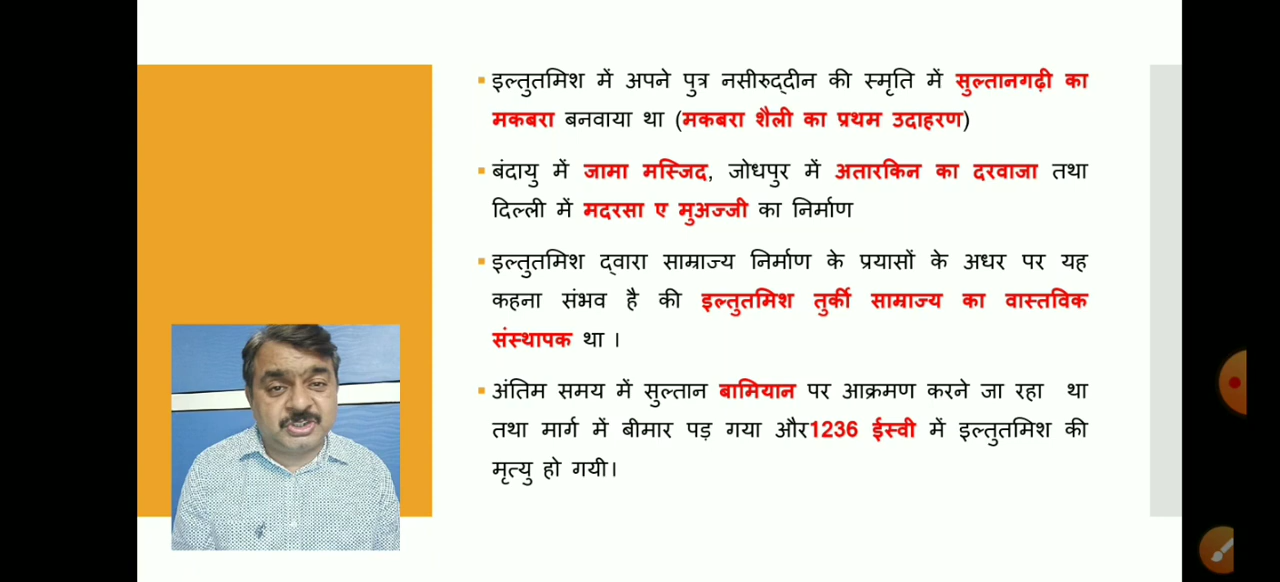 इल्तुतमिश में अपने पुत्र नसीरुद्दीन की स्मृति में सुल्तानगढ़ी का
मकबरा बनवाया था (मकबरा शैली का प्रथम उदाहरण)
बंदायु में जामा मस्जिद, जोधपुर में अतारकिन का दरवाजा तथा
दिल्ली में मदरसा ए मुअज्जी का निर्माण
इल्तुतमिश द्वारा साम्राज्य निर्माण के प्रयासों के अधर पर यह
कहना संभव है की इल्तुतमिश तुर्की साम्राज्य का वास्तविक
संस्थापक था ।
अंतिम समय में सुल्तान बामियान पर आक्रमण करने जा रहा था
तथा मार्ग में बीमार पड़ गया और1236 ईस्वी में इल्तुतमिश की
मृत्यु हो गयी।